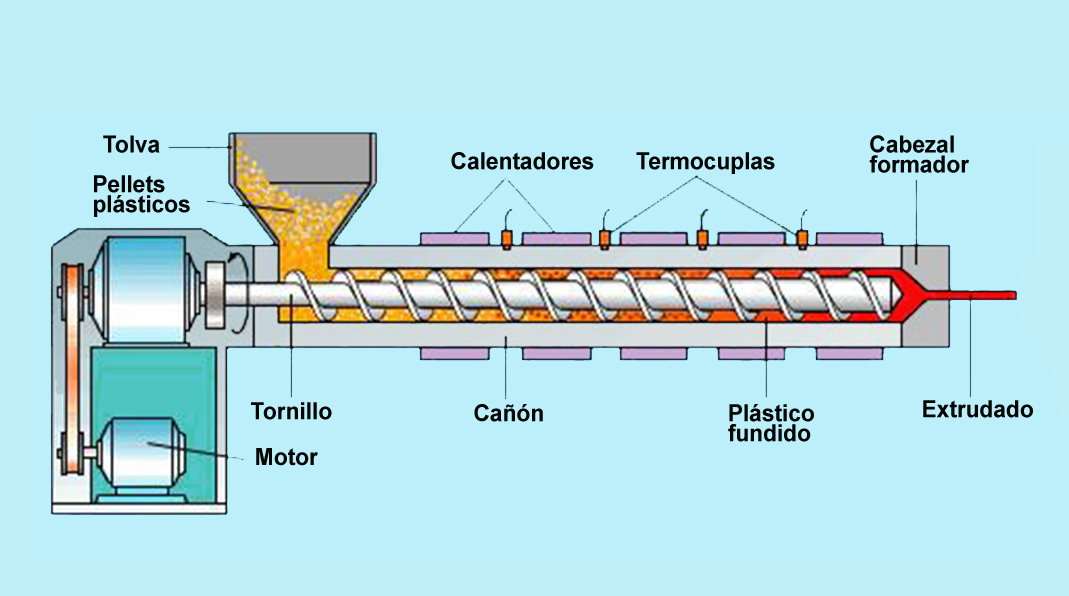 Tolva
Pellets
plásticos
Calentadores
Termocuplas
Cabezal
formador
Tornillo
Motor
Cañón
Plástico
fundido
Extrudado